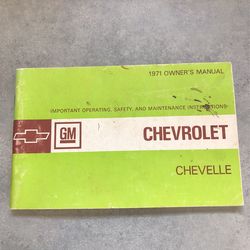 1971 OWNER'S MANUAL
IMPORTANT OPERATING, SAFETY, AND MAINTENANCE INSTRUCTIONS
GM
CHEVROLET
CHEVELLE